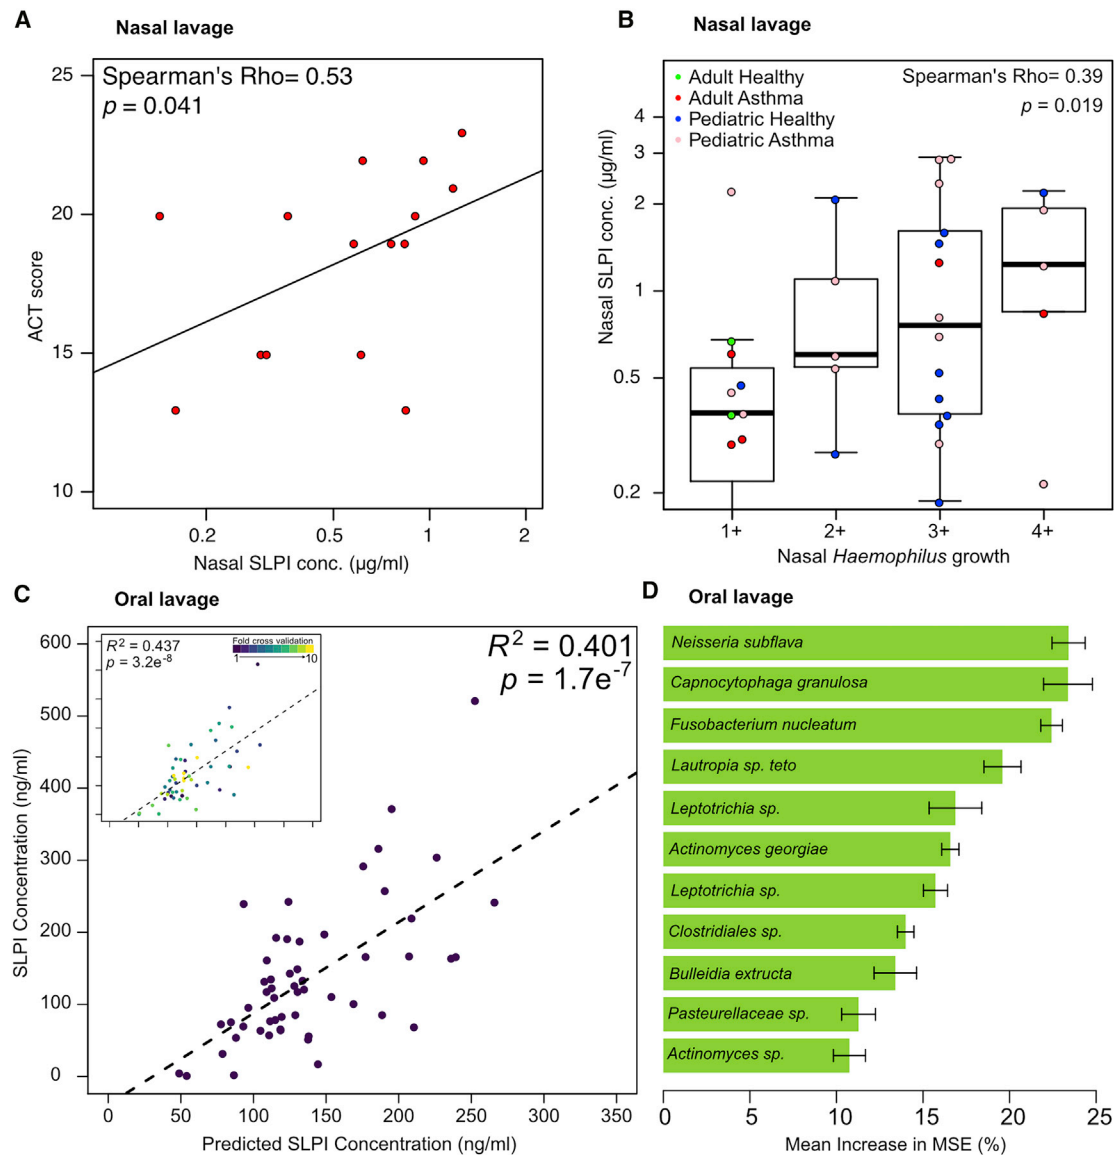 A
Nasal lavage
Spearman's Rho= 0.53
p = 0.041
25
20
15
10
ACT score
0.2 0.5 1 2
Nasal SLPI conc. (µg/ml)
B
Nasal lavage
Adult Healthy
Adult Asthma
Pediatric Healthy
Pediatric Asthma
Spearman's Rho= 0.39
p = 0.019
4
3
2
1
0.5
0.2
Nasal SLPI conc. (µg/ml)
1+ 2+ 3+ 4+
Nasal Haemophilus growth
C
Oral lavage
R² = 0.437
p = 3.2e⁻⁸
Fold cross validation
1 10
R² = 0.401
p = 1.7e⁻⁷
600
500
400
300
200
100
0
SLPI Concentration (ng/ml)
0 50 100 150 200 250 300 350
Predicted SLPI Concentration (ng/ml)
D
Oral lavage
Neisseria subflava
Capnocytophaga granulosa
Fusobacterium nucleatum
Lautropia sp. teto
Leptotrichia sp.
Actinomyces georgiae
Leptotrichia sp.
Clostridiales sp.
Bulleidia extructa
Pasteurellaceae sp.
Actinomyces sp.
0 5 10 15 20 25
Mean Increase in MSE (%)